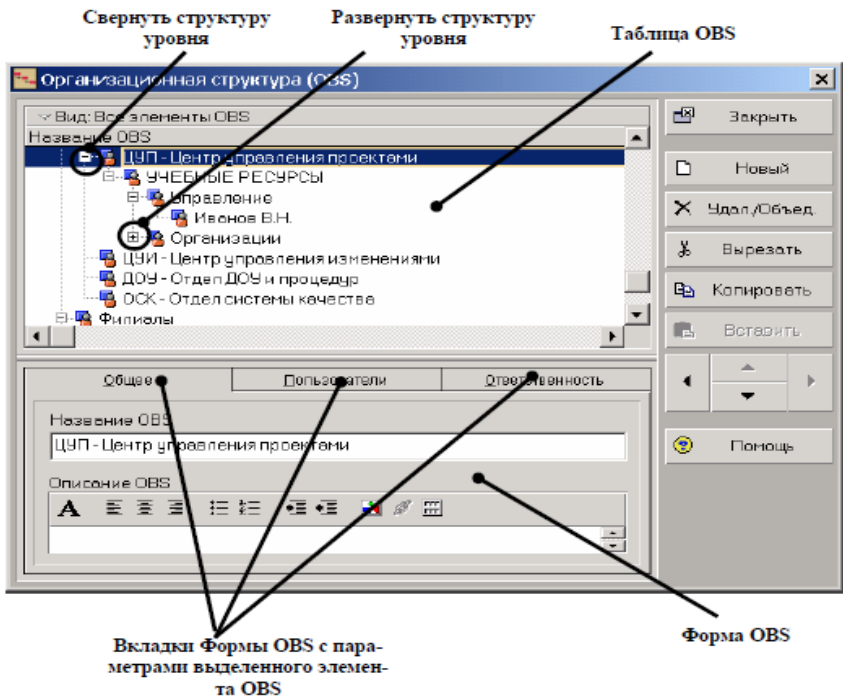 Свернуть структуру
уровня
Развернуть структуру
уровня
Таблица OBS
Организационная структура (OBS)
Вид: Все элементы OBS
Название OBS
ЦУП - Центр управления проектами
УЧЕБНЫЕ РЕСУРСЫ
Управление
Иванов В.Н.
Организации
ЦУИ - Центр управления изменениями
ДОУ - Отдел ДОУ и процедур
ОСК - Отдел системы качества
Филиалы
Закрыть
Новый
Удал./Объед.
Вырезать
Копировать
Вставить
Помощь
Общее
Пользователи
Ответственность
Название OBS
ЦУП - Центр управления проектами
Описание OBS
A
Вкладки Формы OBS с пара-
метрами выделенного элемен-
та OBS
Форма OBS